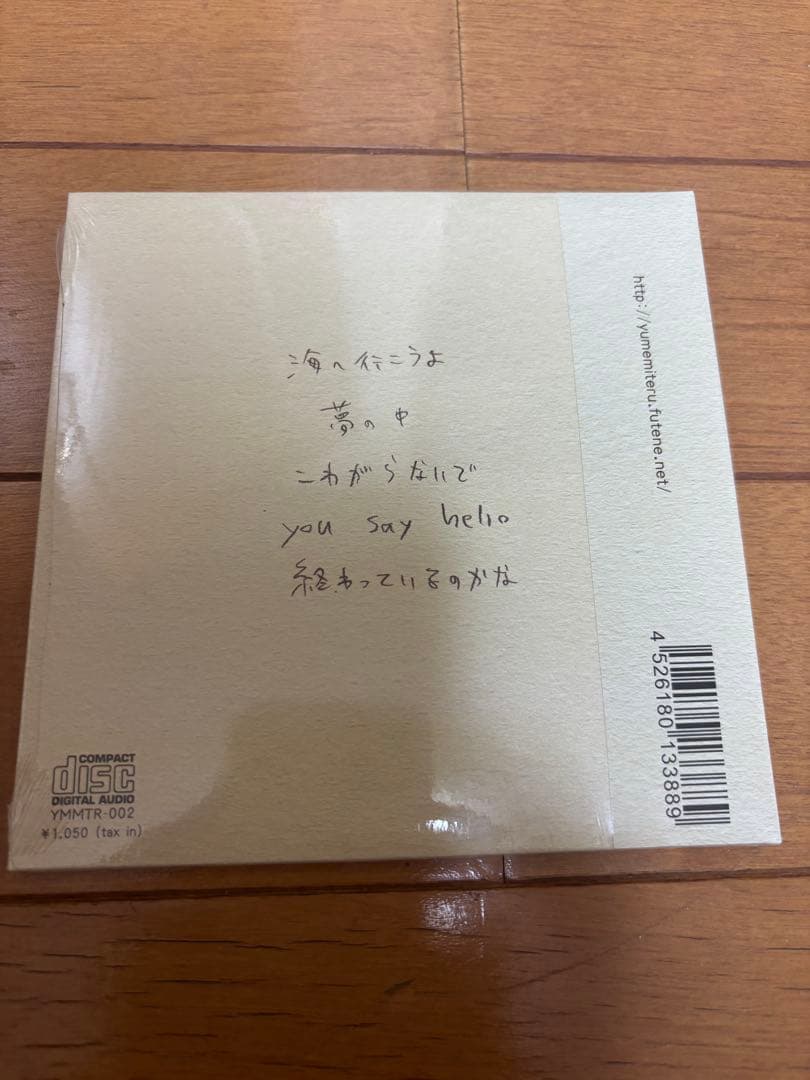 海へ行こうよ
夢の中
こわがらないで
you say hello
経わっているのかな
http://yumemiteru.futene.net/
4 526180 133889
COMPACT
disc
DIGITAL AUDIO
YMMTR-002
¥1,050 (tax in)